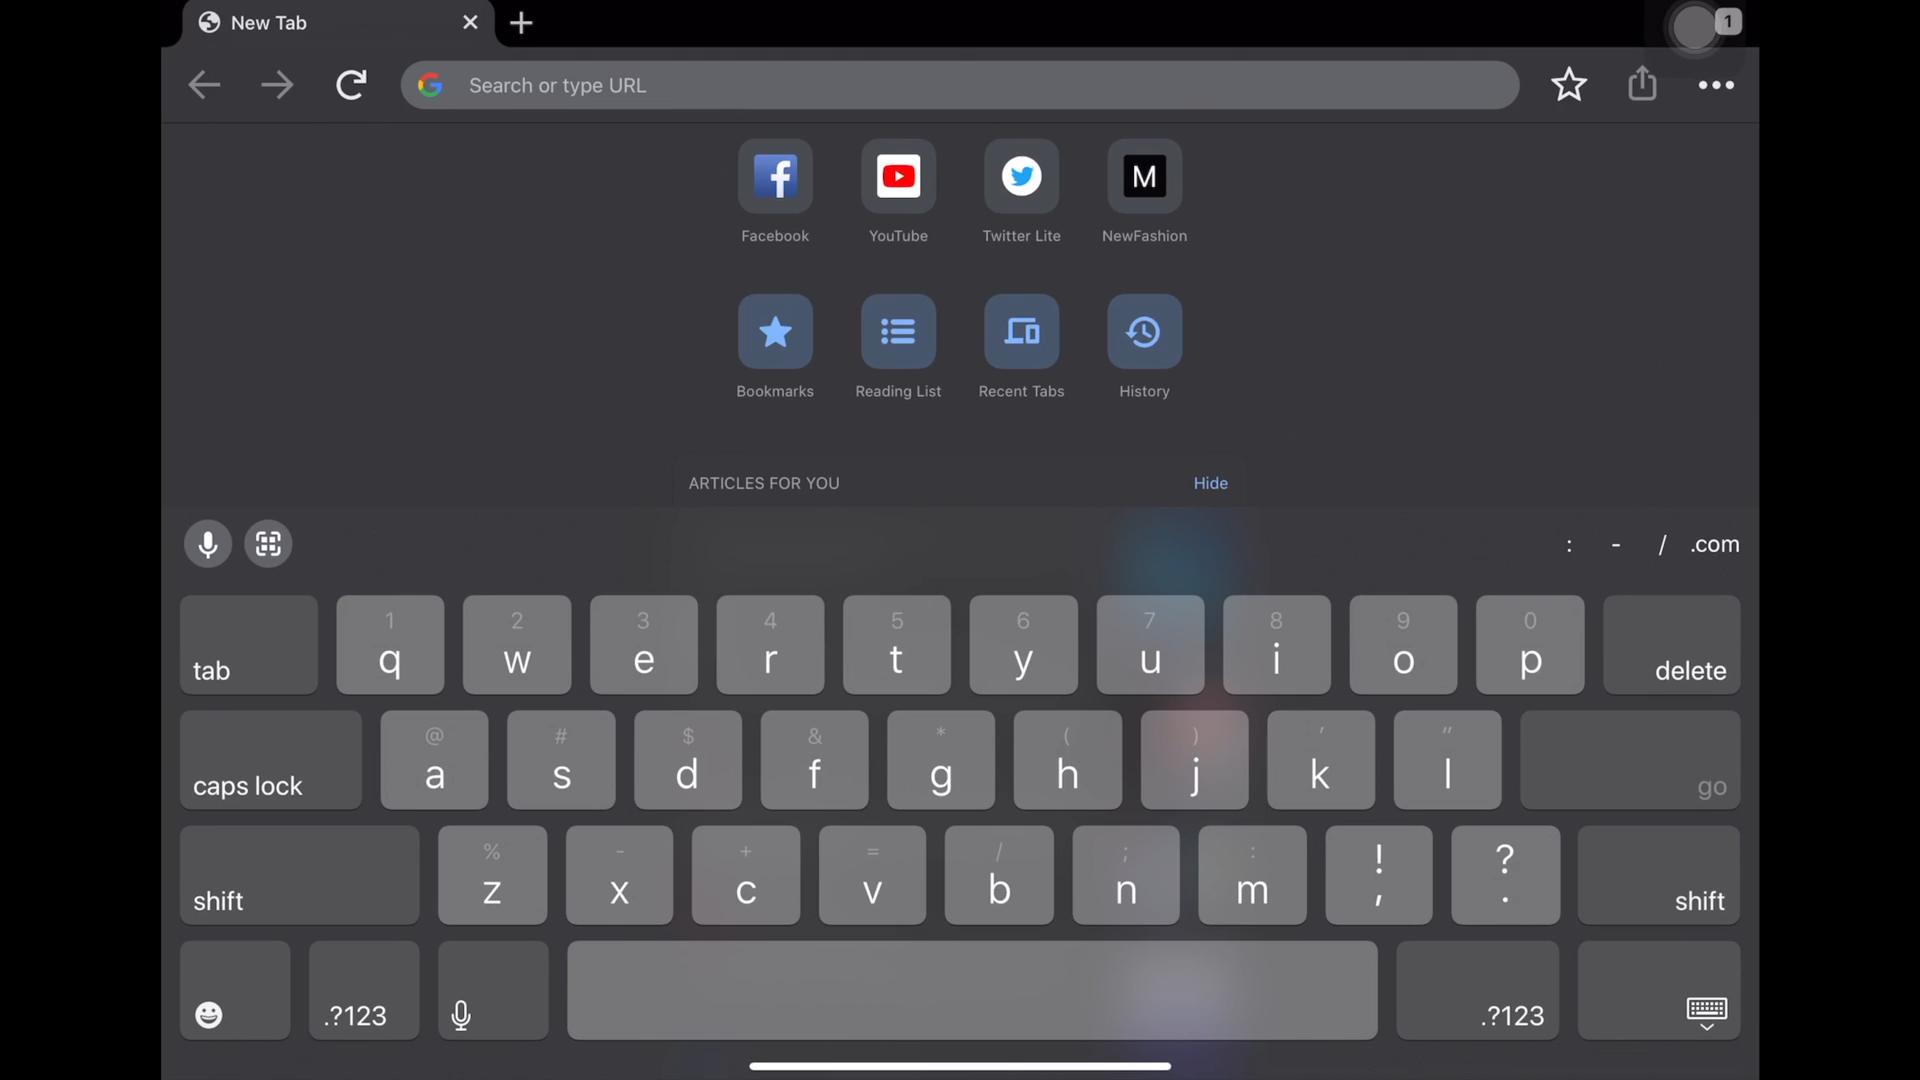 New Tab
1
Search or type URL
M
Facebook YouTube Twitter Lite NewFashion
Bookmarks Reading List Recent Tabs History
ARTICLES FOR YOU Hide
: - / .com
1 2 3 4 5 6 7 8 9 0
tab q w e r t y u i o p delete
@ # $ & * ( ) ' "
caps lock a s d f g h j k l go
% - + = / ; : ! ?
shift z x c v b n m , . shift
.?123 .?123